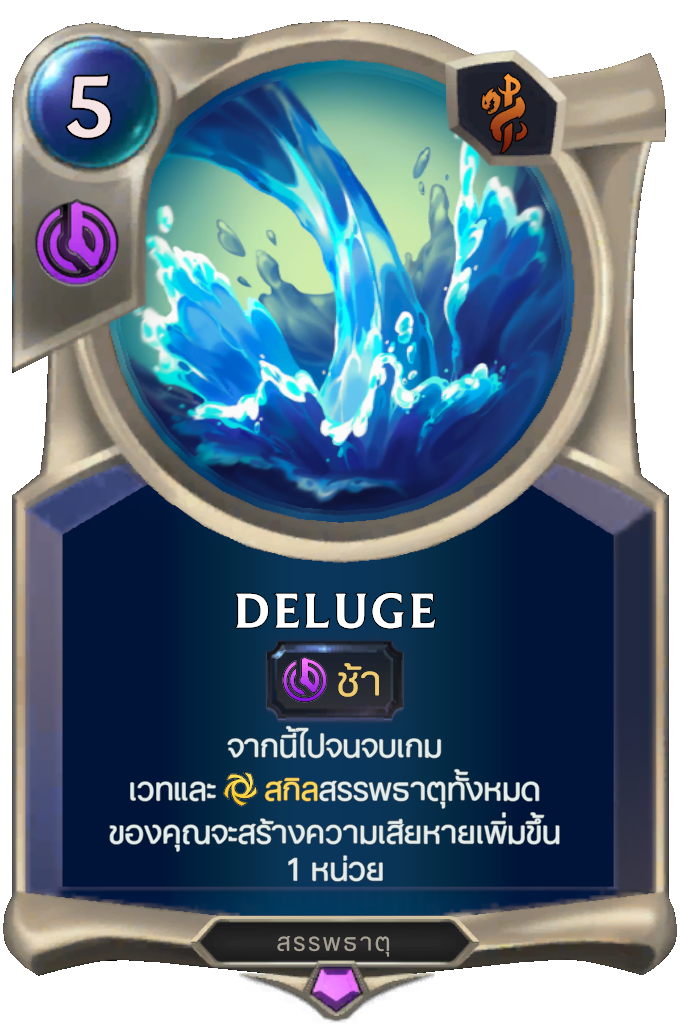 5
DELUGE
ช้า
จากนี้ไปจนจบเกม
เวทและ สกิลสรรพธาตุทั้งหมด
ของคุณจะสร้างความเสียหายเพิ่มขึ้น
1 หน่วย
สรรพธาตุ